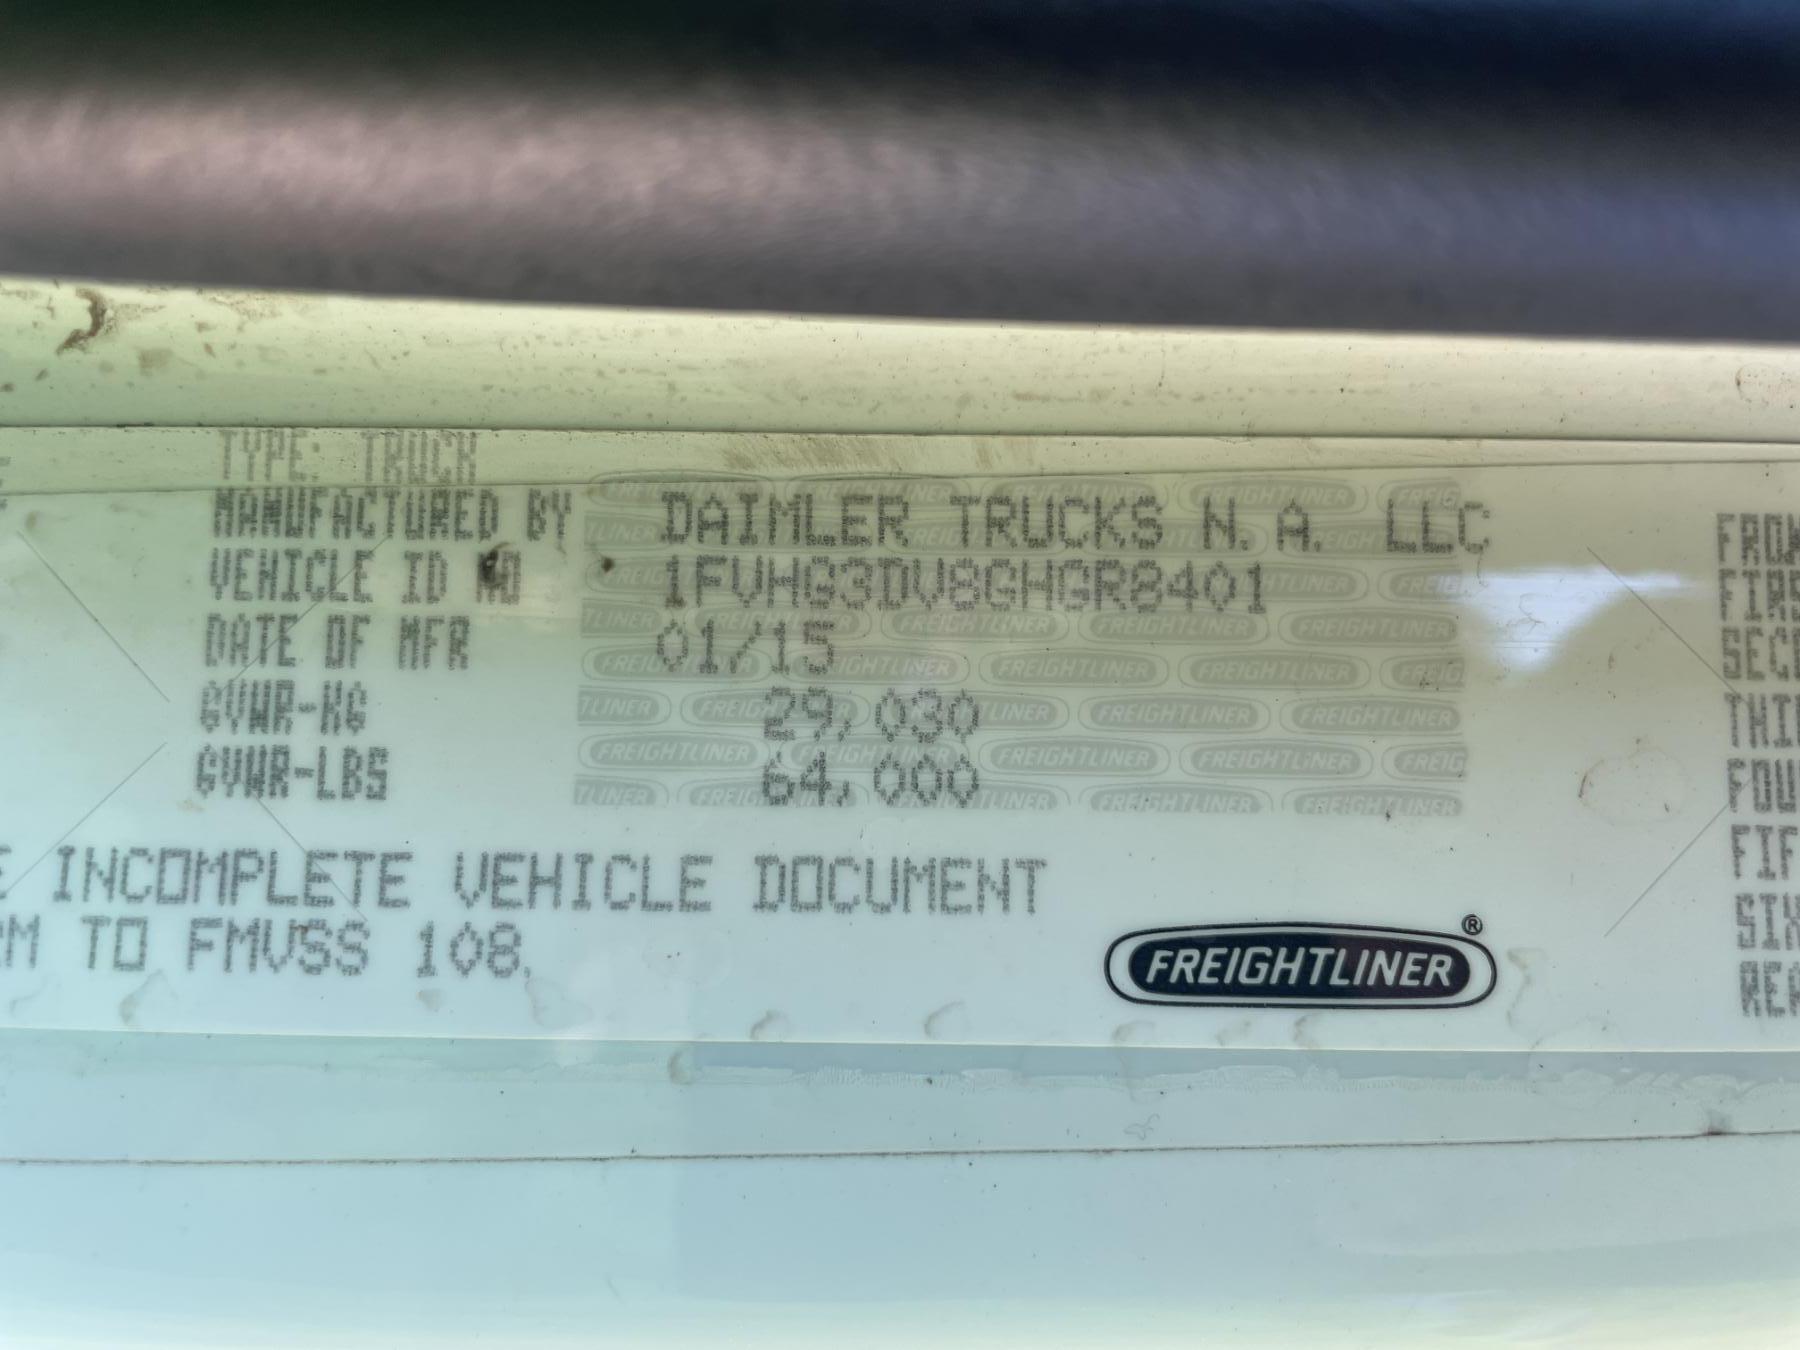 TYPE: TRUCK
MANUFACTURED BY DAIMLER TRUCKS N.A. LLC
VEHICLE ID NO 1FVHG3DV8GHGR8401
DATE OF MFR 01/15
GVWR-KG 29,030
GVWR-LBS 64,000
INCOMPLETE VEHICLE DOCUMENT
TO FMVSS 108.
FREIGHTLINER®